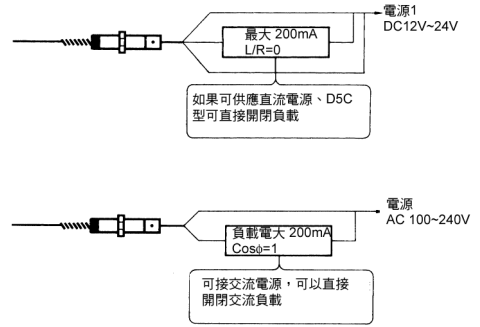 電源1
DC12V~24V
最大 200mA
L/R=0
如果可供應直流電源、D5C
型可直接開閉負載
電源
AC 100~240V
負載電大 200mA
Cosφ=1
可接交流電源，可以直接
開閉交流負載